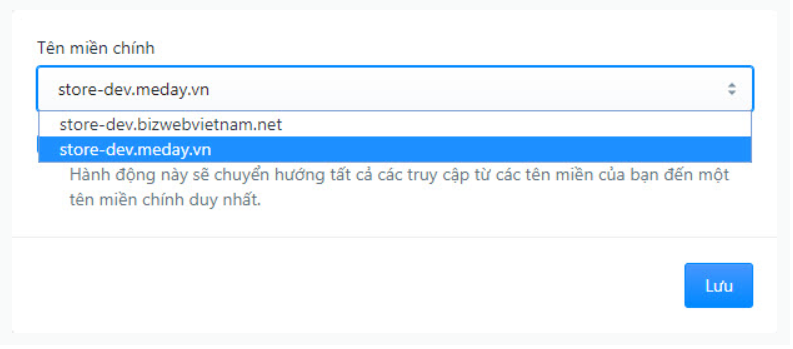 Tên miền chính
store-dev.meday.vn
store-dev.bizwebvietnam.net
store-dev.meday.vn
Hành động này sẽ chuyển hướng tất cả các truy cập từ các tên miền của bạn đến một
tên miền chính duy nhất.
Lưu